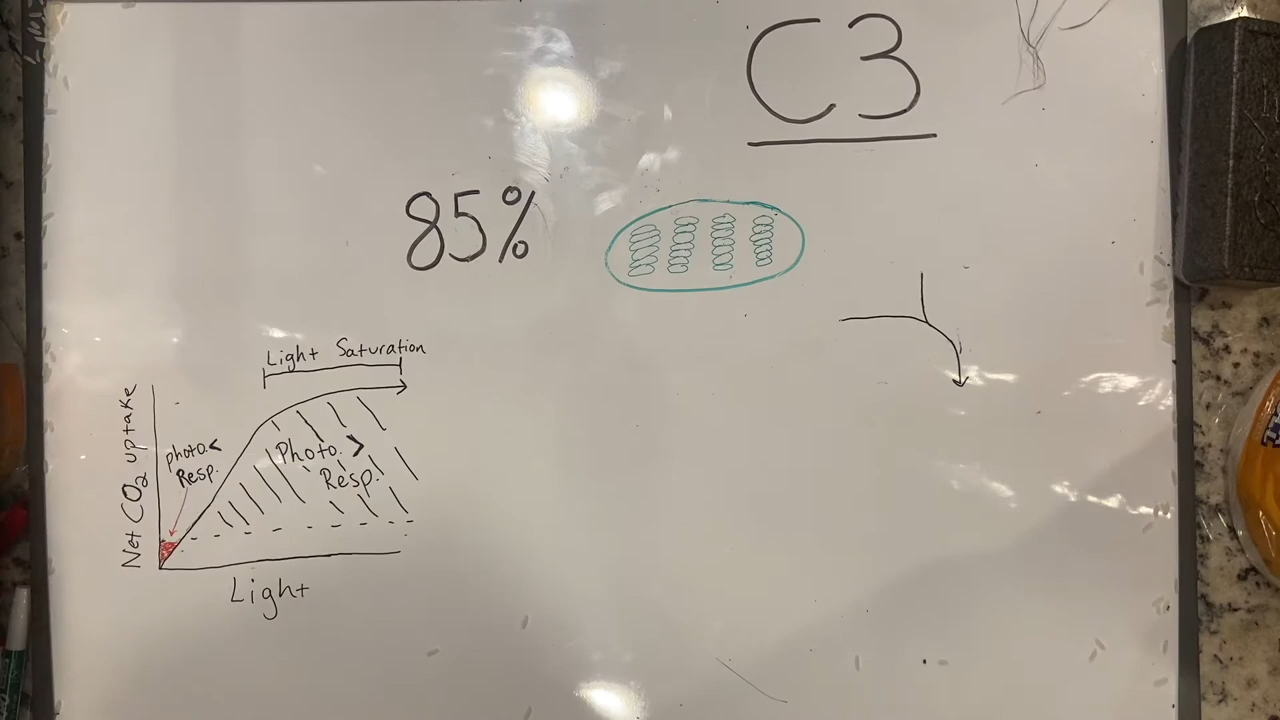 C3
85%
Light Saturation
Net CO2 uptake
photo.<
Resp.
Photo. >
Resp.
Light